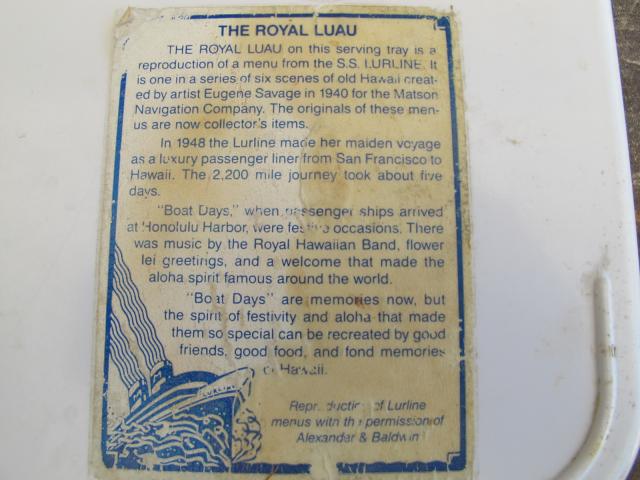 THE ROYAL LUAU
THE ROYAL LUAU on this serving tray is a
reproduction of a menu from the S.S. LURLINE. It
is one in a series of six scenes of old Hawaii creat-
ed by artist Eugene Savage in 1940 for the Matson
Navigation Company. The originals of these men-
us are now collector's items.
In 1948 the Lurline made her maiden voyage
as a luxury passenger liner from San Francisco to
Hawaii. The 2,200 mile journey took about five
days.
"Boat Days," when passenger ships arrived
at Honolulu Harbor, were festive occasions. There
was music by the Royal Hawaiian Band, flower
lei greetings, and a welcome that made the
aloha spirit famous around the world.
"Boat Days" are memories now, but
the spirit of festivity and aloha that made
them so special can be recreated by good
friends, good food, and fond memories
of Hawaii.
LURLINE
Reproduction of Lurline
menus with the permission of
Alexander & Baldwin